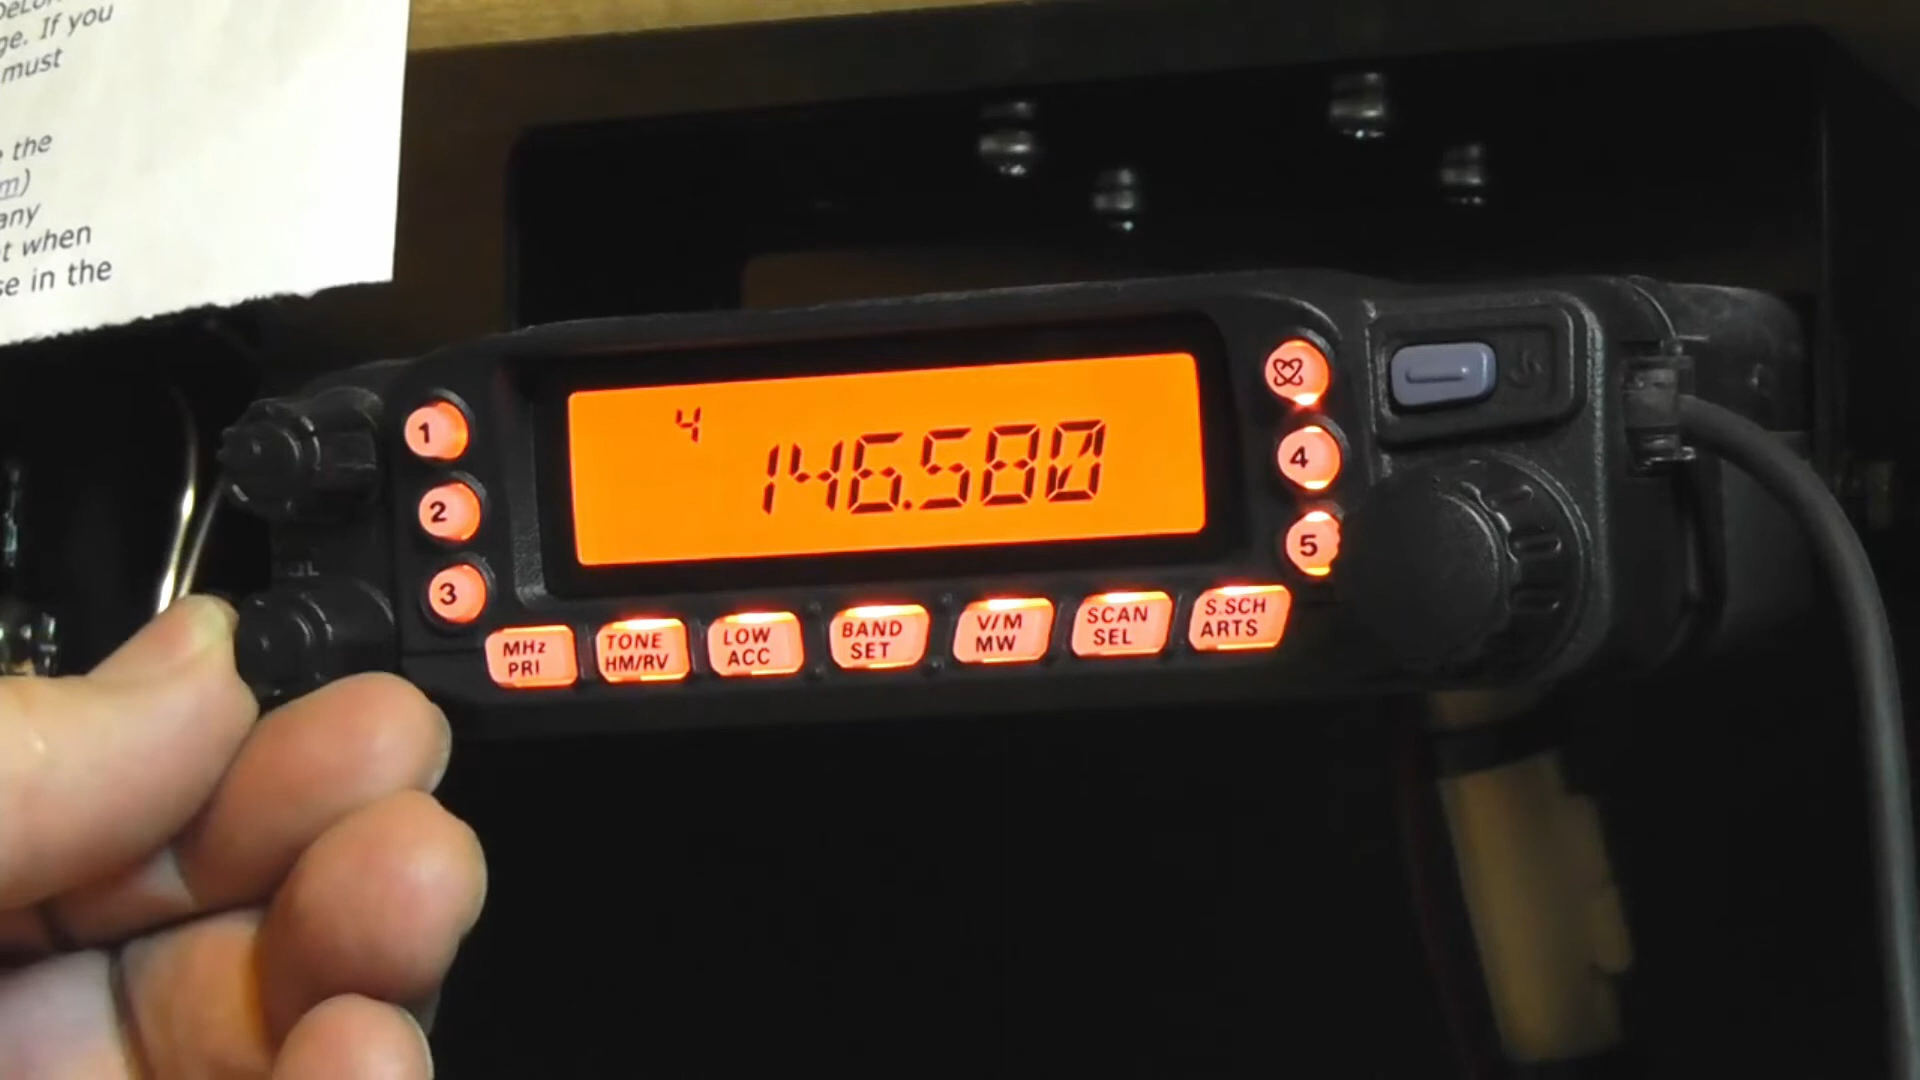 ge. If you
must
the
m)
any
t when
se in the
4
146.580
1
2
3
4
5
MHz
PRI
TONE
HM/RV
LOW
ACC
BAND
SET
V/M
MW
SCAN
SEL
S.SCH
ARTS